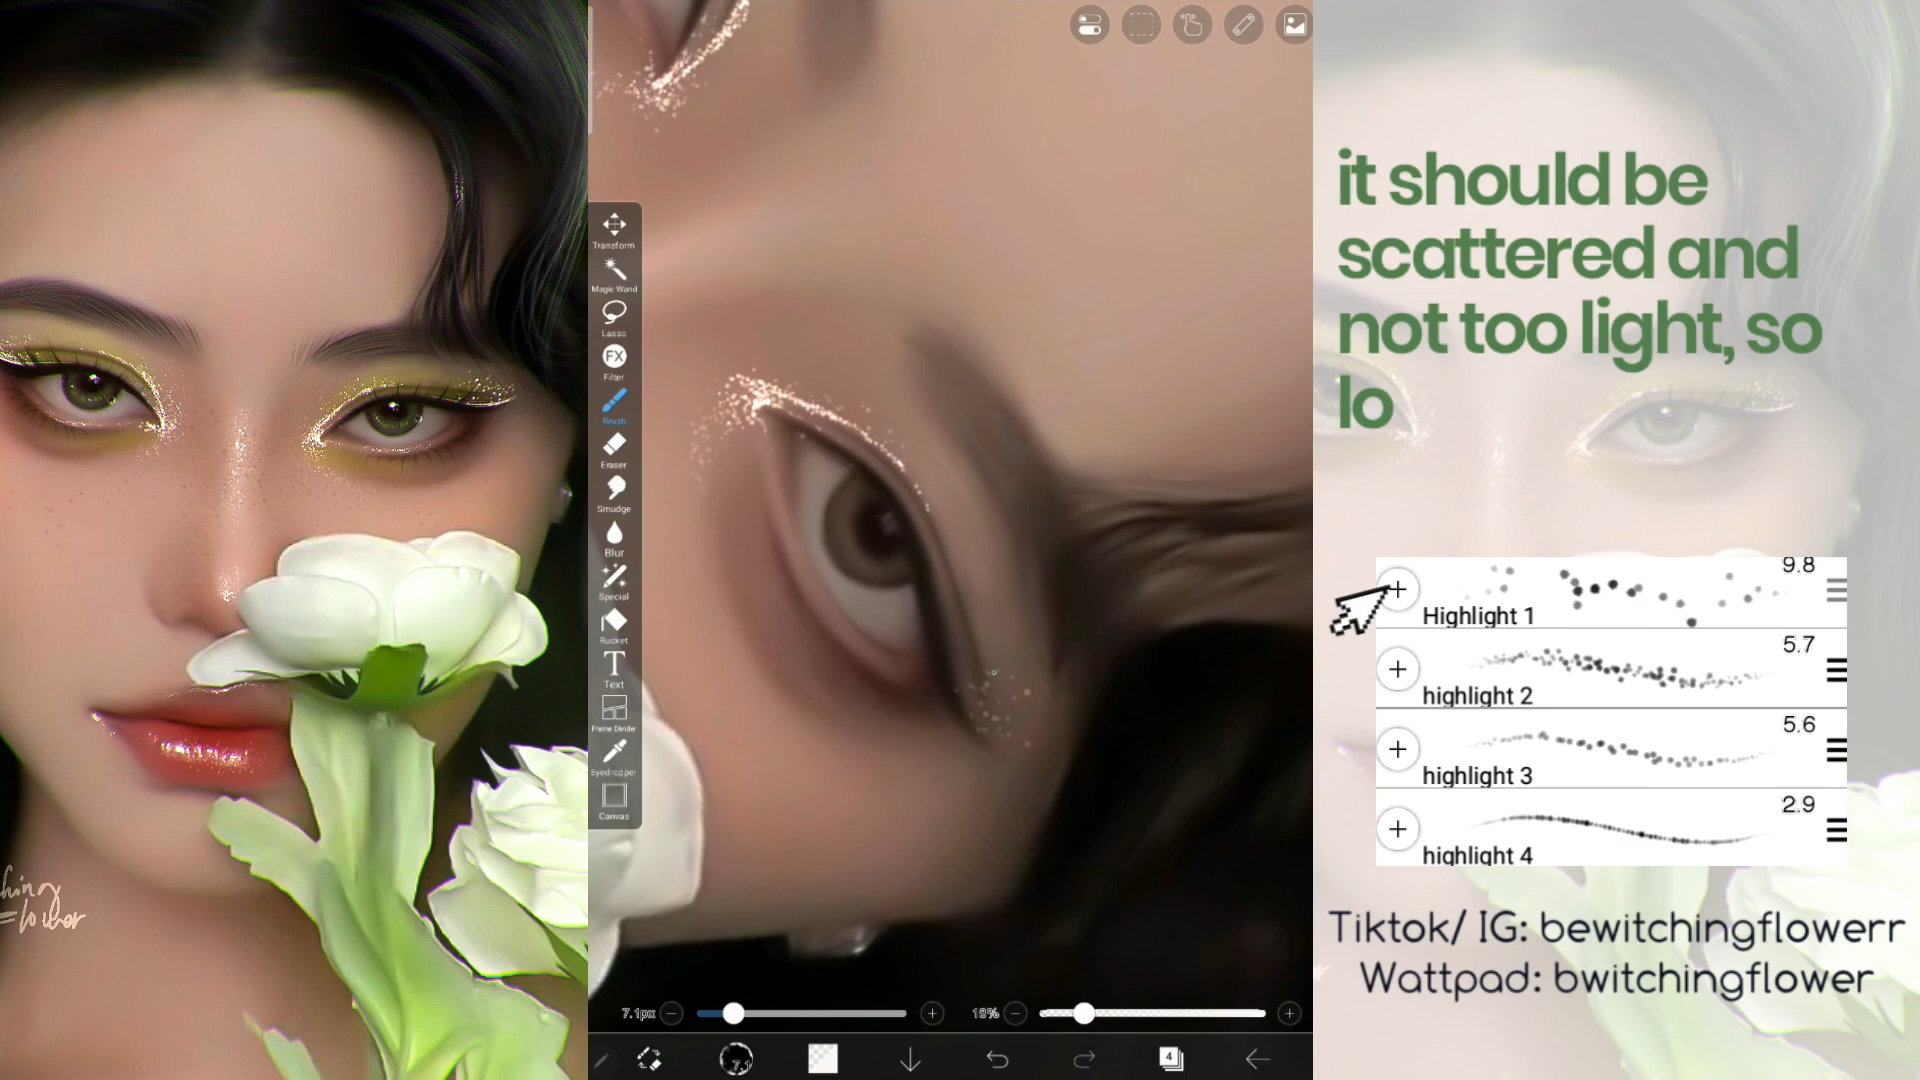 it should be
scattered and
not too light, so
lo
Transform
Magic Wand
Lasso
FX
Filter
Brush
Eraser
Smudge
Blur
Special
Bucket
T
Text
Frame Divider
Eyedropper
Canvas
9.8
Highlight 1
5.7
highlight 2
5.6
highlight 3
2.9
highlight 4
Tiktok/ IG: bewitchingflowerr
Wattpad: bwitchingflower
7.1px
18%
7.1
4